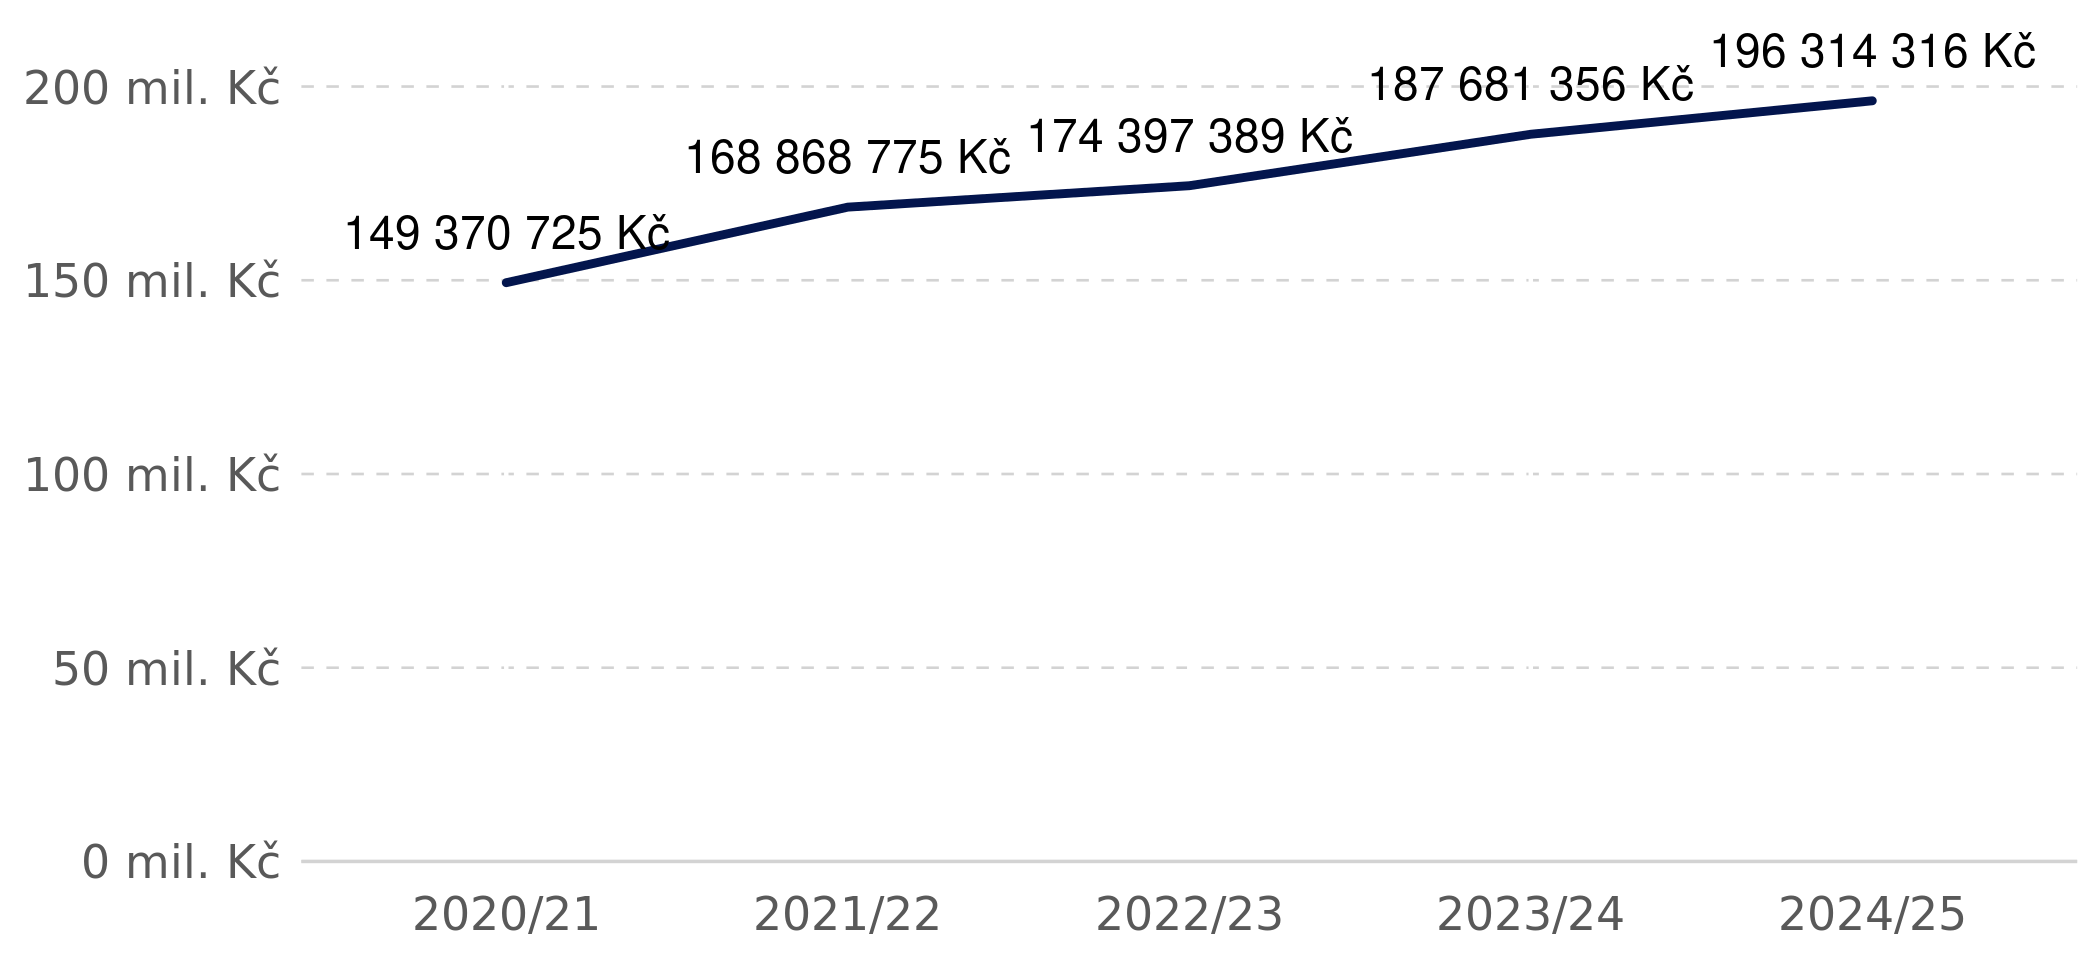 196 314 316 Kč
200 mil. Kč
187 681 356 Kč
174 397 389 Kč
168 868 775 Kč
149 370 725 Kč
150 mil. Kč
100 mil. Kč
50 mil. Kč
0 mil. Kč
2020/21
2021/22
2022/23
2023/24
2024/25